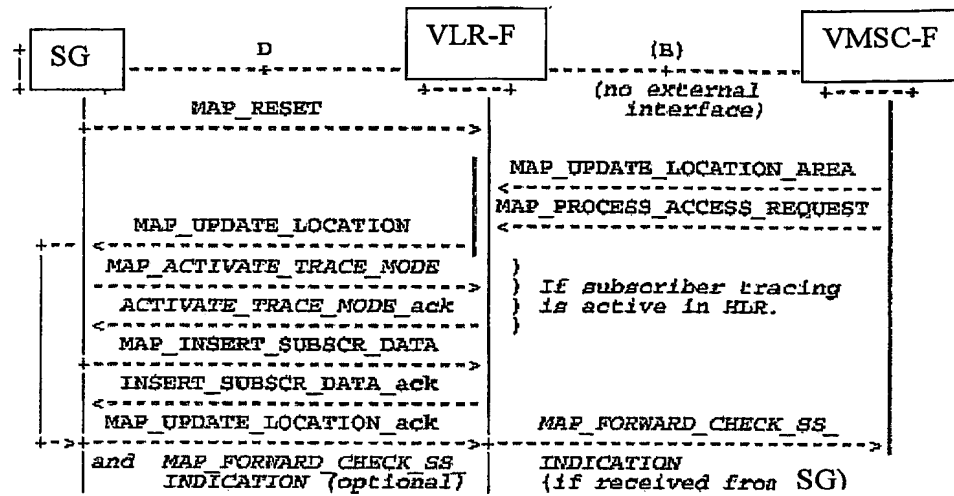 SG
D
VLR-F
(B)
VMSC-F
(no external
interface)
MAP_RESET
MAP_UPDATE_LOCATION_AREA
MAP_PROCESS_ACCESS_REQUEST
MAP_UPDATE_LOCATION
MAP_ACTIVATE_TRACE_MODE
ACTIVATE_TRACE_MODE_ack
} If subscriber tracing
} is active in HLR.
MAP_INSERT_SUBSCR_DATA
INSERT_SUBSCR_DATA_ack
MAP_UPDATE_LOCATION_ack
MAP_FORWARD_CHECK_SS_
and MAP_FORWARD_CHECK_SS_
INDICATION (optional)
INDICATION
(if received from SG)